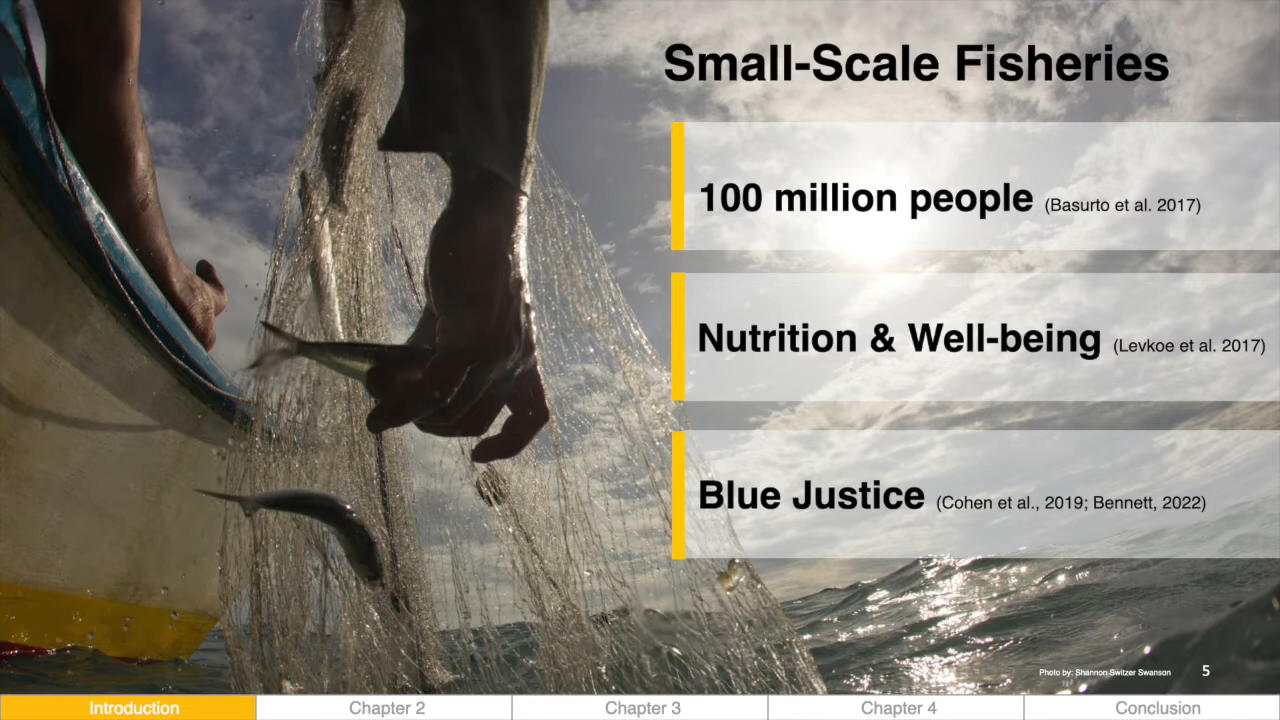 Small-Scale Fisheries
100 million people (Basurto et al. 2017)
Nutrition & Well-being (Levkoe et al. 2017)
Blue Justice (Cohen et al., 2019; Bennett, 2022)
Photo by: Shannon Switzer Swanson 5
Introduction Chapter 2 Chapter 3 Chapter 4 Conclusion